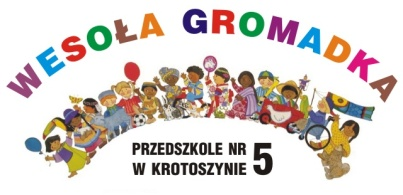 WESOŁA GROMADKA
PRZEDSZKOLE NR 5
W KROTOSZYNIE